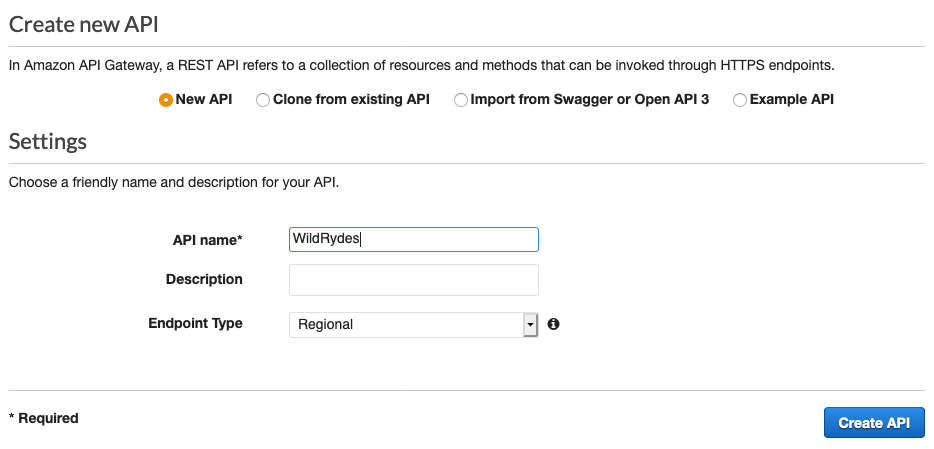 Create new API
In Amazon API Gateway, a REST API refers to a collection of resources and methods that can be invoked through HTTPS endpoints.
New API Clone from existing API Import from Swagger or Open API 3 Example API
Settings
Choose a friendly name and description for your API.
API name* WildRydes
Description
Endpoint Type Regional
* Required Create API